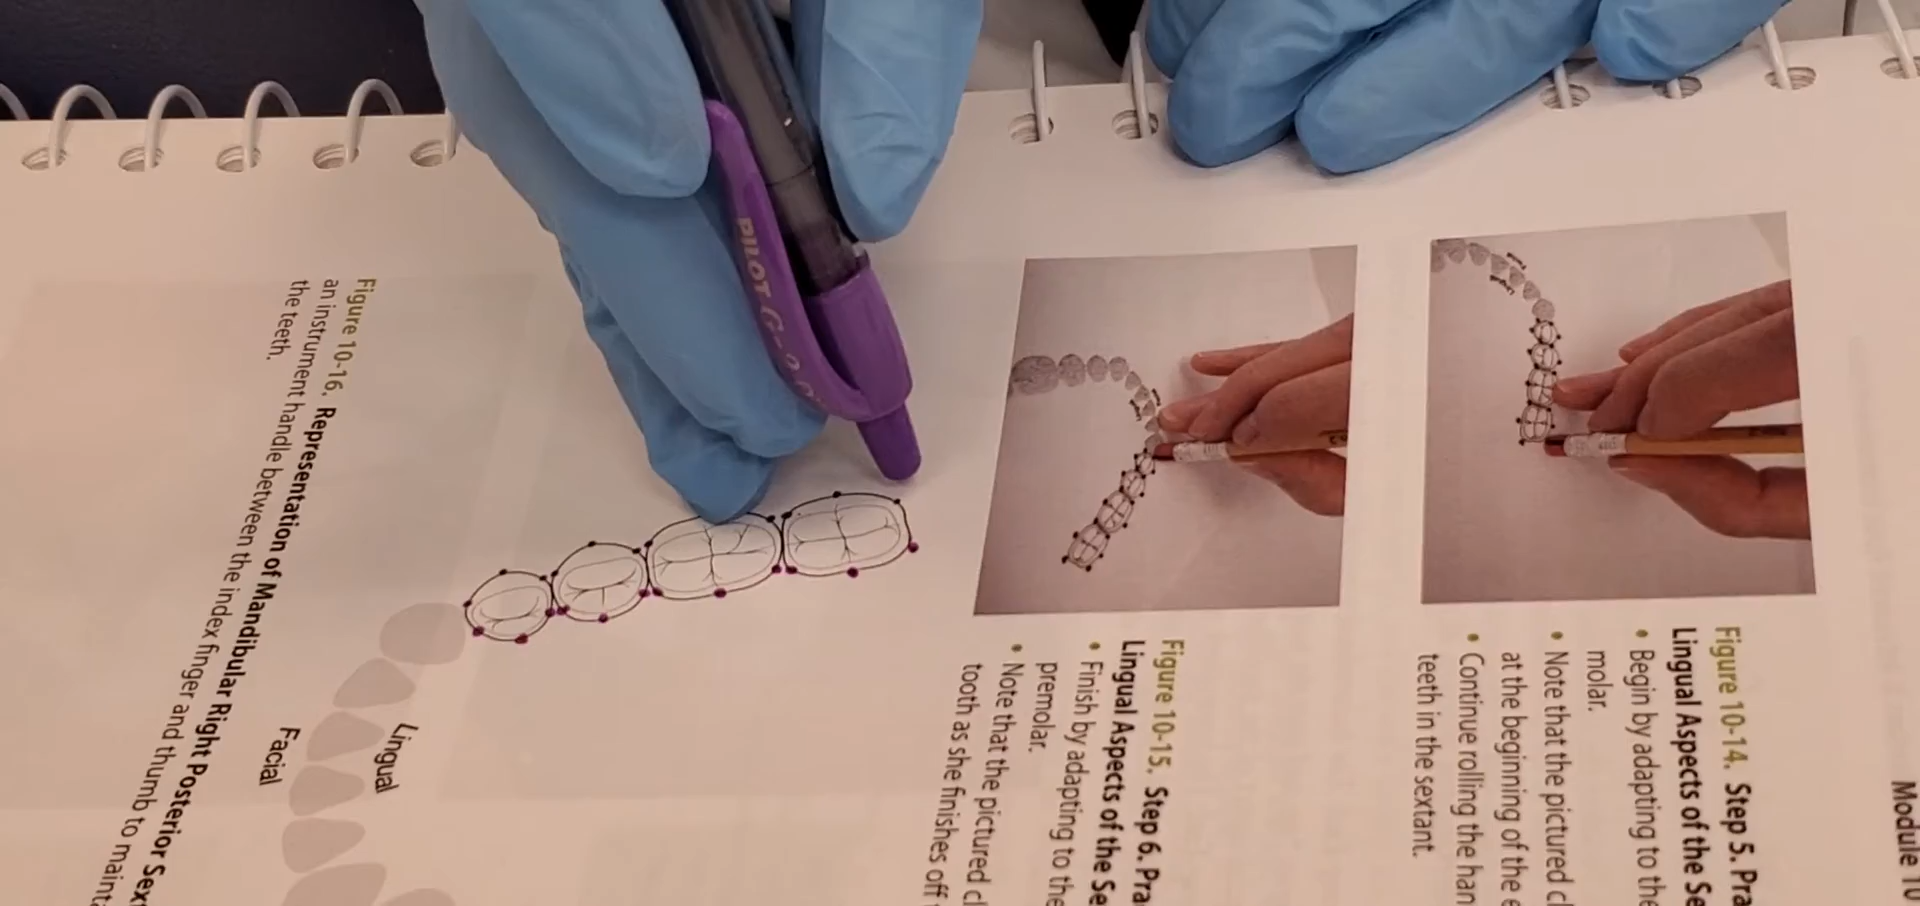 Module 10
Figure 10-14. Step 5. Pra
Lingual Aspects of the Se
• Begin by adapting to the
molar.
• Note that the pictured cl
at the beginning of the e
• Continue rolling the han
teeth in the sextant.
Figure 10-15. Step 6. Pra
Lingual Aspects of the Se
• Finish by adapting to the
premolar.
• Note that the pictured cl
tooth as she finishes off
Lingual
Facial
Figure 10-16. Representation of Mandibular Right Posterior Sext
an instrument handle between the index finger and thumb to mainta
the teeth.
PILOT G-2